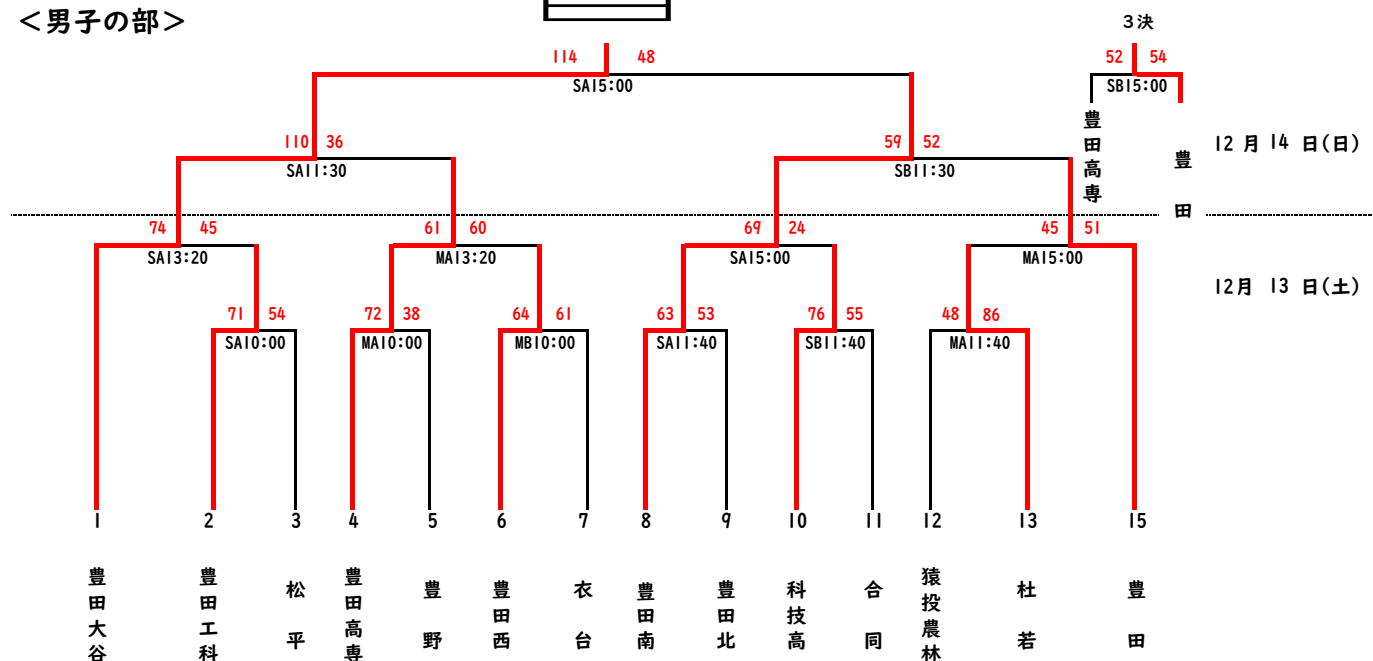 ＜男子の部＞
3決
114 48
52 54
SA15:00
SB15:00
110 36
59 52
豊田高専
豊田
12月 14 日(日)
SA11:30
SB11:30
74 45
61 60
69 24
45 51
SA13:20
MA13:20
SA15:00
MA15:00
12月 13 日(土)
71 54
72 38
64 61
63 53
76 55
48 86
SA10:00
MA10:00
MB10:00
SA11:40
SB11:40
MA11:40
1 2 3 4 5 6 7 8 9 10 11 12 13 15
豊田大谷
豊田工科
松平
豊田高専
豊野
豊田西
衣台
豊田南
豊田北
科技高
合同
猿投農林
杜若
豊田